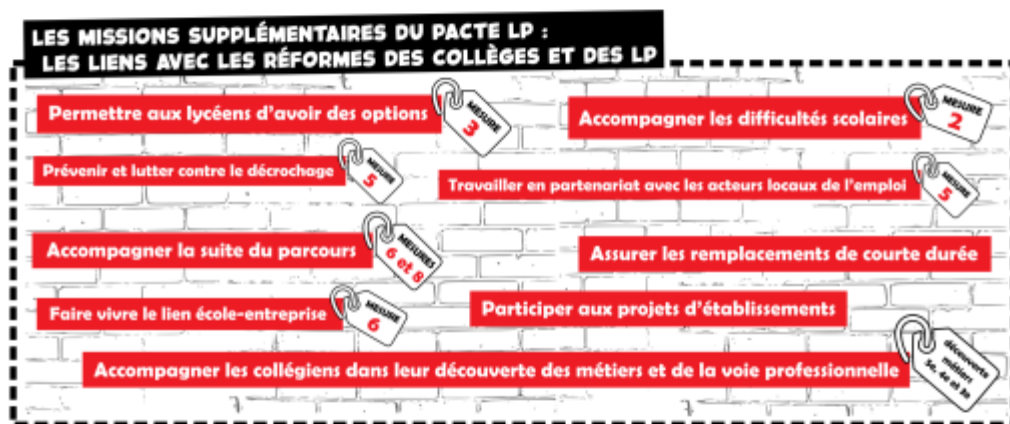 LES MISSIONS SUPPLÉMENTAIRES DU PACTE LP :
LES LIENS AVEC LES RÉFORMES DES COLLÈGES ET DES LP
Permettre aux lycéens d'avoir des options
MESURE
3
Accompagner les difficultés scolaires
MESURE
2
Prévenir et lutter contre le décrochage
MESURE
5
Travailler en partenariat avec les acteurs locaux de l'emploi
MESURE
5
Accompagner la suite du parcours
MESURES
6 et 8
Assurer les remplacements de courte durée
Faire vivre le lien école-entreprise
MESURE
6
Participer aux projets d'établissements
Accompagner les collégiens dans leur découverte des métiers et de la voie professionnelle
découverte
métiers
5e, 4e et 3e